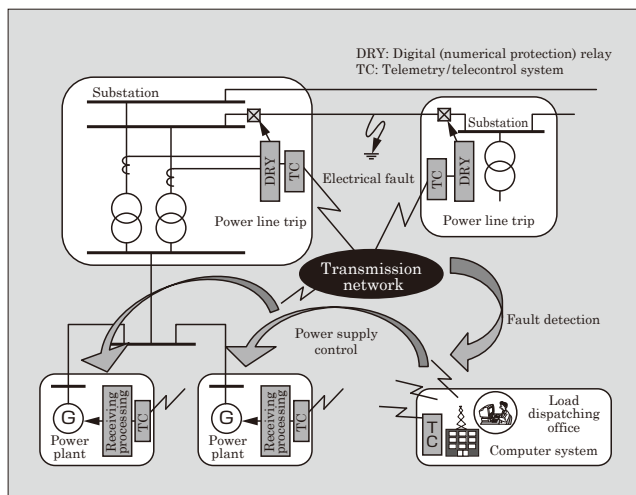 DRY: Digital (numerical protection) relay
TC: Telemetry/telecontrol system
Substation
Substation
DRY
TC
Electrical fault
TC
DRY
Power line trip
Power line trip
Transmission
network
Power supply
control
Fault detection
G
Power
plant
Receiving
processing
TC
G
Power
plant
Receiving
processing
TC
TC
Load
dispatching
office
Computer system